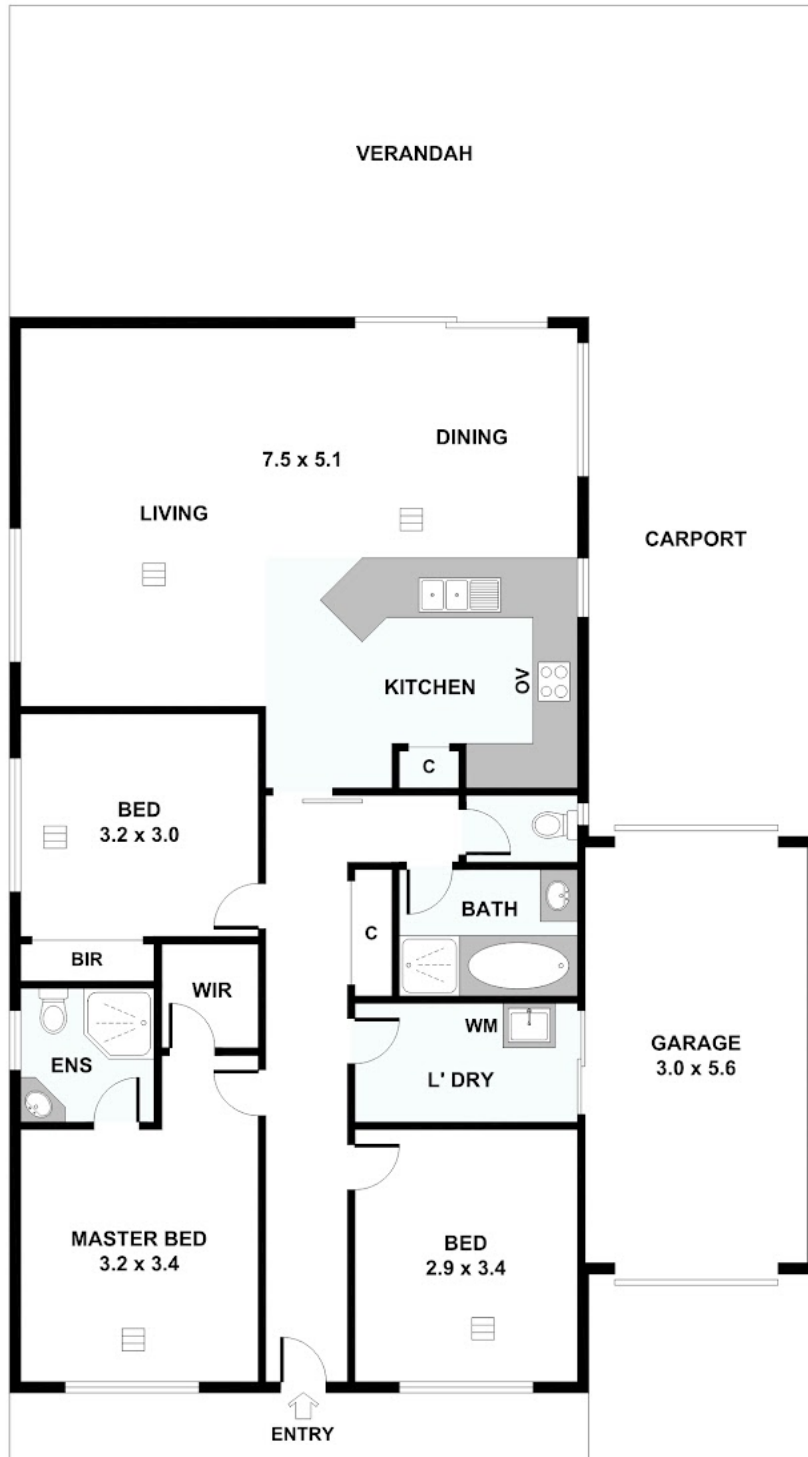 VERANDAH
DINING
7.5 x 5.1
LIVING
CARPORT
KITCHEN
OV
C
BED
3.2 x 3.0
BATH
C
BIR
WIR
WM
ENS
L' DRY
GARAGE
3.0 x 5.6
MASTER BED
3.2 x 3.4
BED
2.9 x 3.4
ENTRY